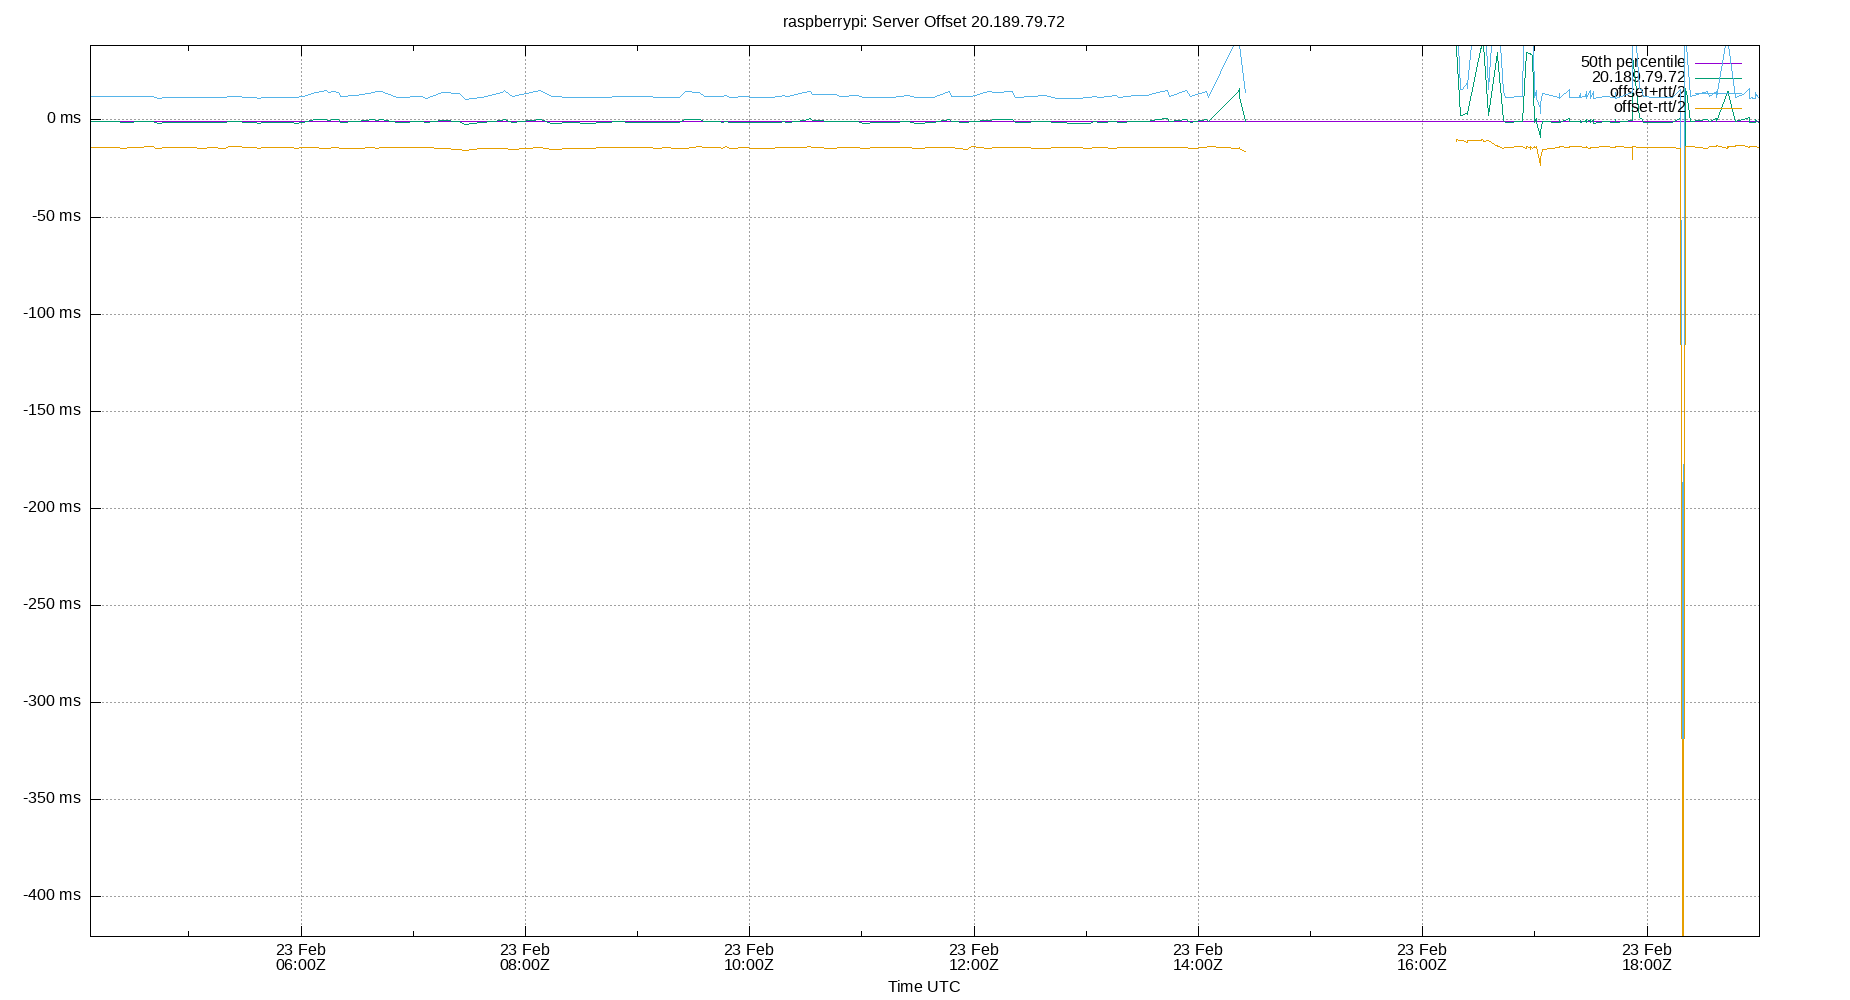 raspberrypi: Server Offset 20.189.79.72
50th percentile
20.189.79.72
offset+rtt/2
offset-rtt/2
0 ms
-50 ms
-100 ms
-150 ms
-200 ms
-250 ms
-300 ms
-350 ms
-400 ms
23 Feb 23 Feb 23 Feb 23 Feb 23 Feb 23 Feb 23 Feb
06:00Z 08:00Z 10:00Z 12:00Z 14:00Z 16:00Z 18:00Z
Time UTC